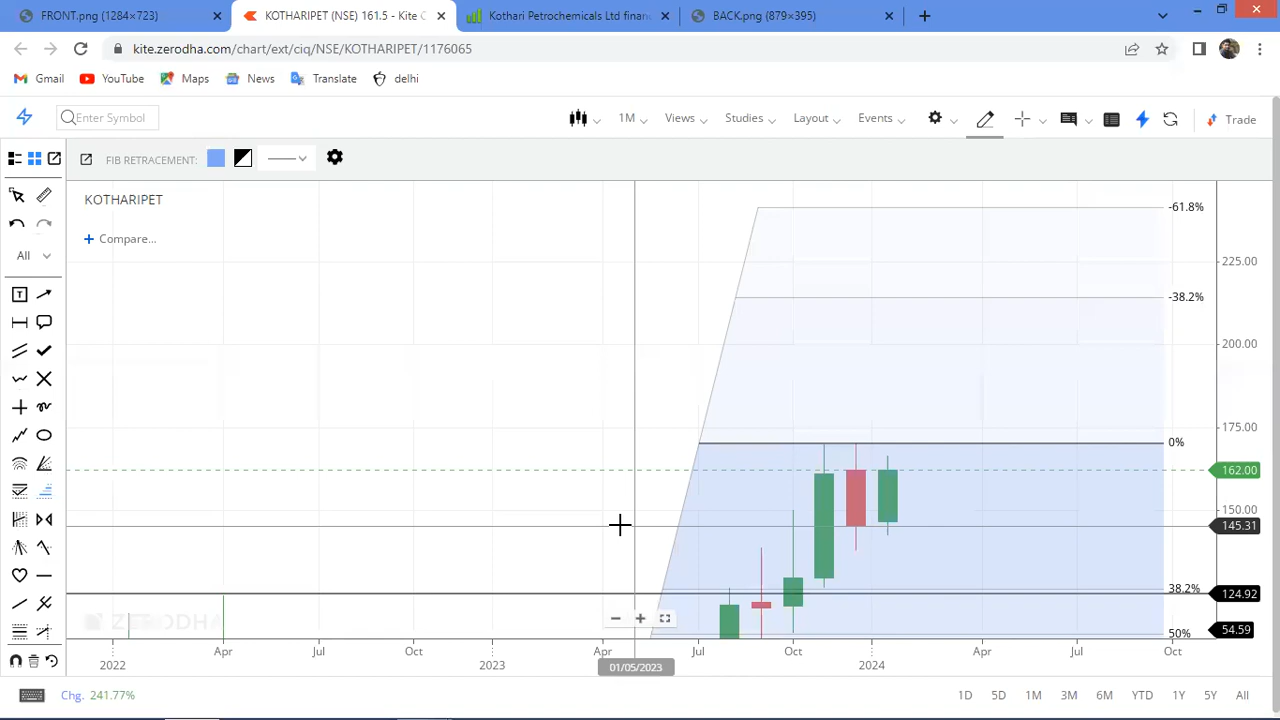 FRONT.png (1284×723)
KOTHARIPET (NSE) 161.5 - Kite C
Kothari Petrochemicals Ltd finan
BACK.png (879×395)
kite.zerodha.com/chart/ext/ciq/NSE/KOTHARIPET/1176065
Gmail
YouTube
Maps
News
Translate
delhi
Enter Symbol
1M
Views
Studies
Layout
Events
Trade
FIB RETRACEMENT:
KOTHARIPET
Compare...
All
-61.8%
225.00
-38.2%
200.00
175.00
0%
162.00
150.00
145.31
38.2%
124.92
ZERODHA
54.59
50%
Apr
Jul
Oct
Apr
Jul
Oct
Apr
Jul
Oct
2022
2023
01/05/2023
2024
Chg. 241.77%
1D
5D
1M
3M
6M
YTD
1Y
5Y
All